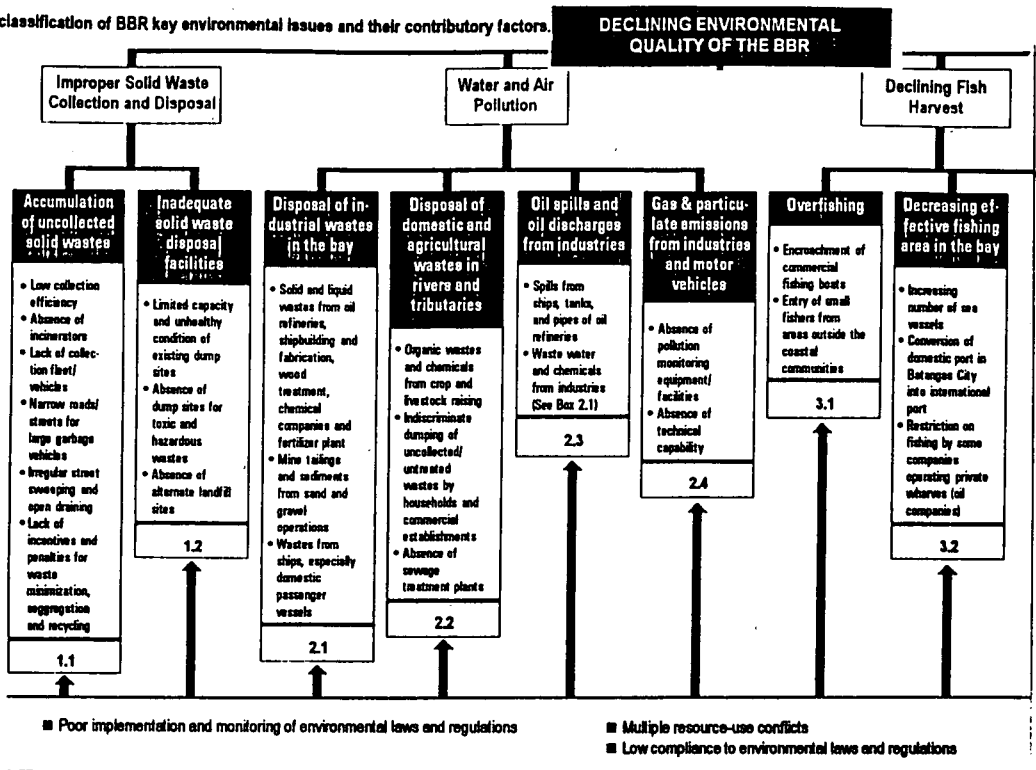 classification of BBR key environmental issues and their contributory factors.
DECLINING ENVIRONMENTAL
QUALITY OF THE BBR
Improper Solid Waste
Collection and Disposal
Water and Air
Pollution
Declining Fish
Harvest
Accumulation
of uncollected
solid wastes
• Low collection
efficiency
• Absence of
incinerators
• Lack of collec-
tion fleet/
vehicles
• Narrow roads/
streets for
large garbage
vehicles
• Irregular street
sweeping and
open draining
• Lack of
incentives and
penalties for
waste
minimization,
seggregation
and recycling
1.1
Inadequate
solid waste
disposal
facilities
• Limited capacity
and unhealthy
condition of
existing dump
sites
• Absence of
dump sites for
toxic and
hazardous
wastes
• Absence of
alternate landfill
sites
1.2
Disposal of in-
dustrial wastes
in the bay
• Solid and liquid
wastes from oil
refineries,
shipbuilding and
fabrication,
wood
treatment,
chemical
companies and
fertilizer plant
• Mine tailings
and sediments
from sand and
gravel
operations
• Wastes from
ships, especially
domestic
passenger
vessels
2.1
Disposal of
domestic and
agricultural
wastes in
rivers and
tributaries
• Organic wastes
and chemicals
from crop and
livestock raising
• Indiscriminate
dumping of
uncollected/
untreated
wastes by
households and
commercial
establishments
• Absence of
sewage
treatment plants
2.2
Oil spills and
oil discharges
from industries
• Spills from
ships, tanks,
and pipes of oil
refineries
• Waste water
and chemicals
from industries
(See Box 2.1)
2.3
Gas & particu-
late emissions
from industries
and motor
vehicles
• Absence of
pollution
monitoring
equipment/
facilities
• Absence of
technical
capability
2.4
Overfishing
• Encroachment of
commercial
fishing boats
• Entry of small
fishers from
areas outside the
coastal
communities
3.1
Decreasing ef-
fective fishing
area in the bay
• Increasing
number of sea
vessels
• Conversion of
domestic port in
Batangas City
into international
port
• Restriction on
fishing by some
companies
operating private
wharves (oil
companies)
3.2
■ Poor implementation and monitoring of environmental laws and regulations
■ Multiple resource-use conflicts
■ Low compliance to environmental laws and regulations